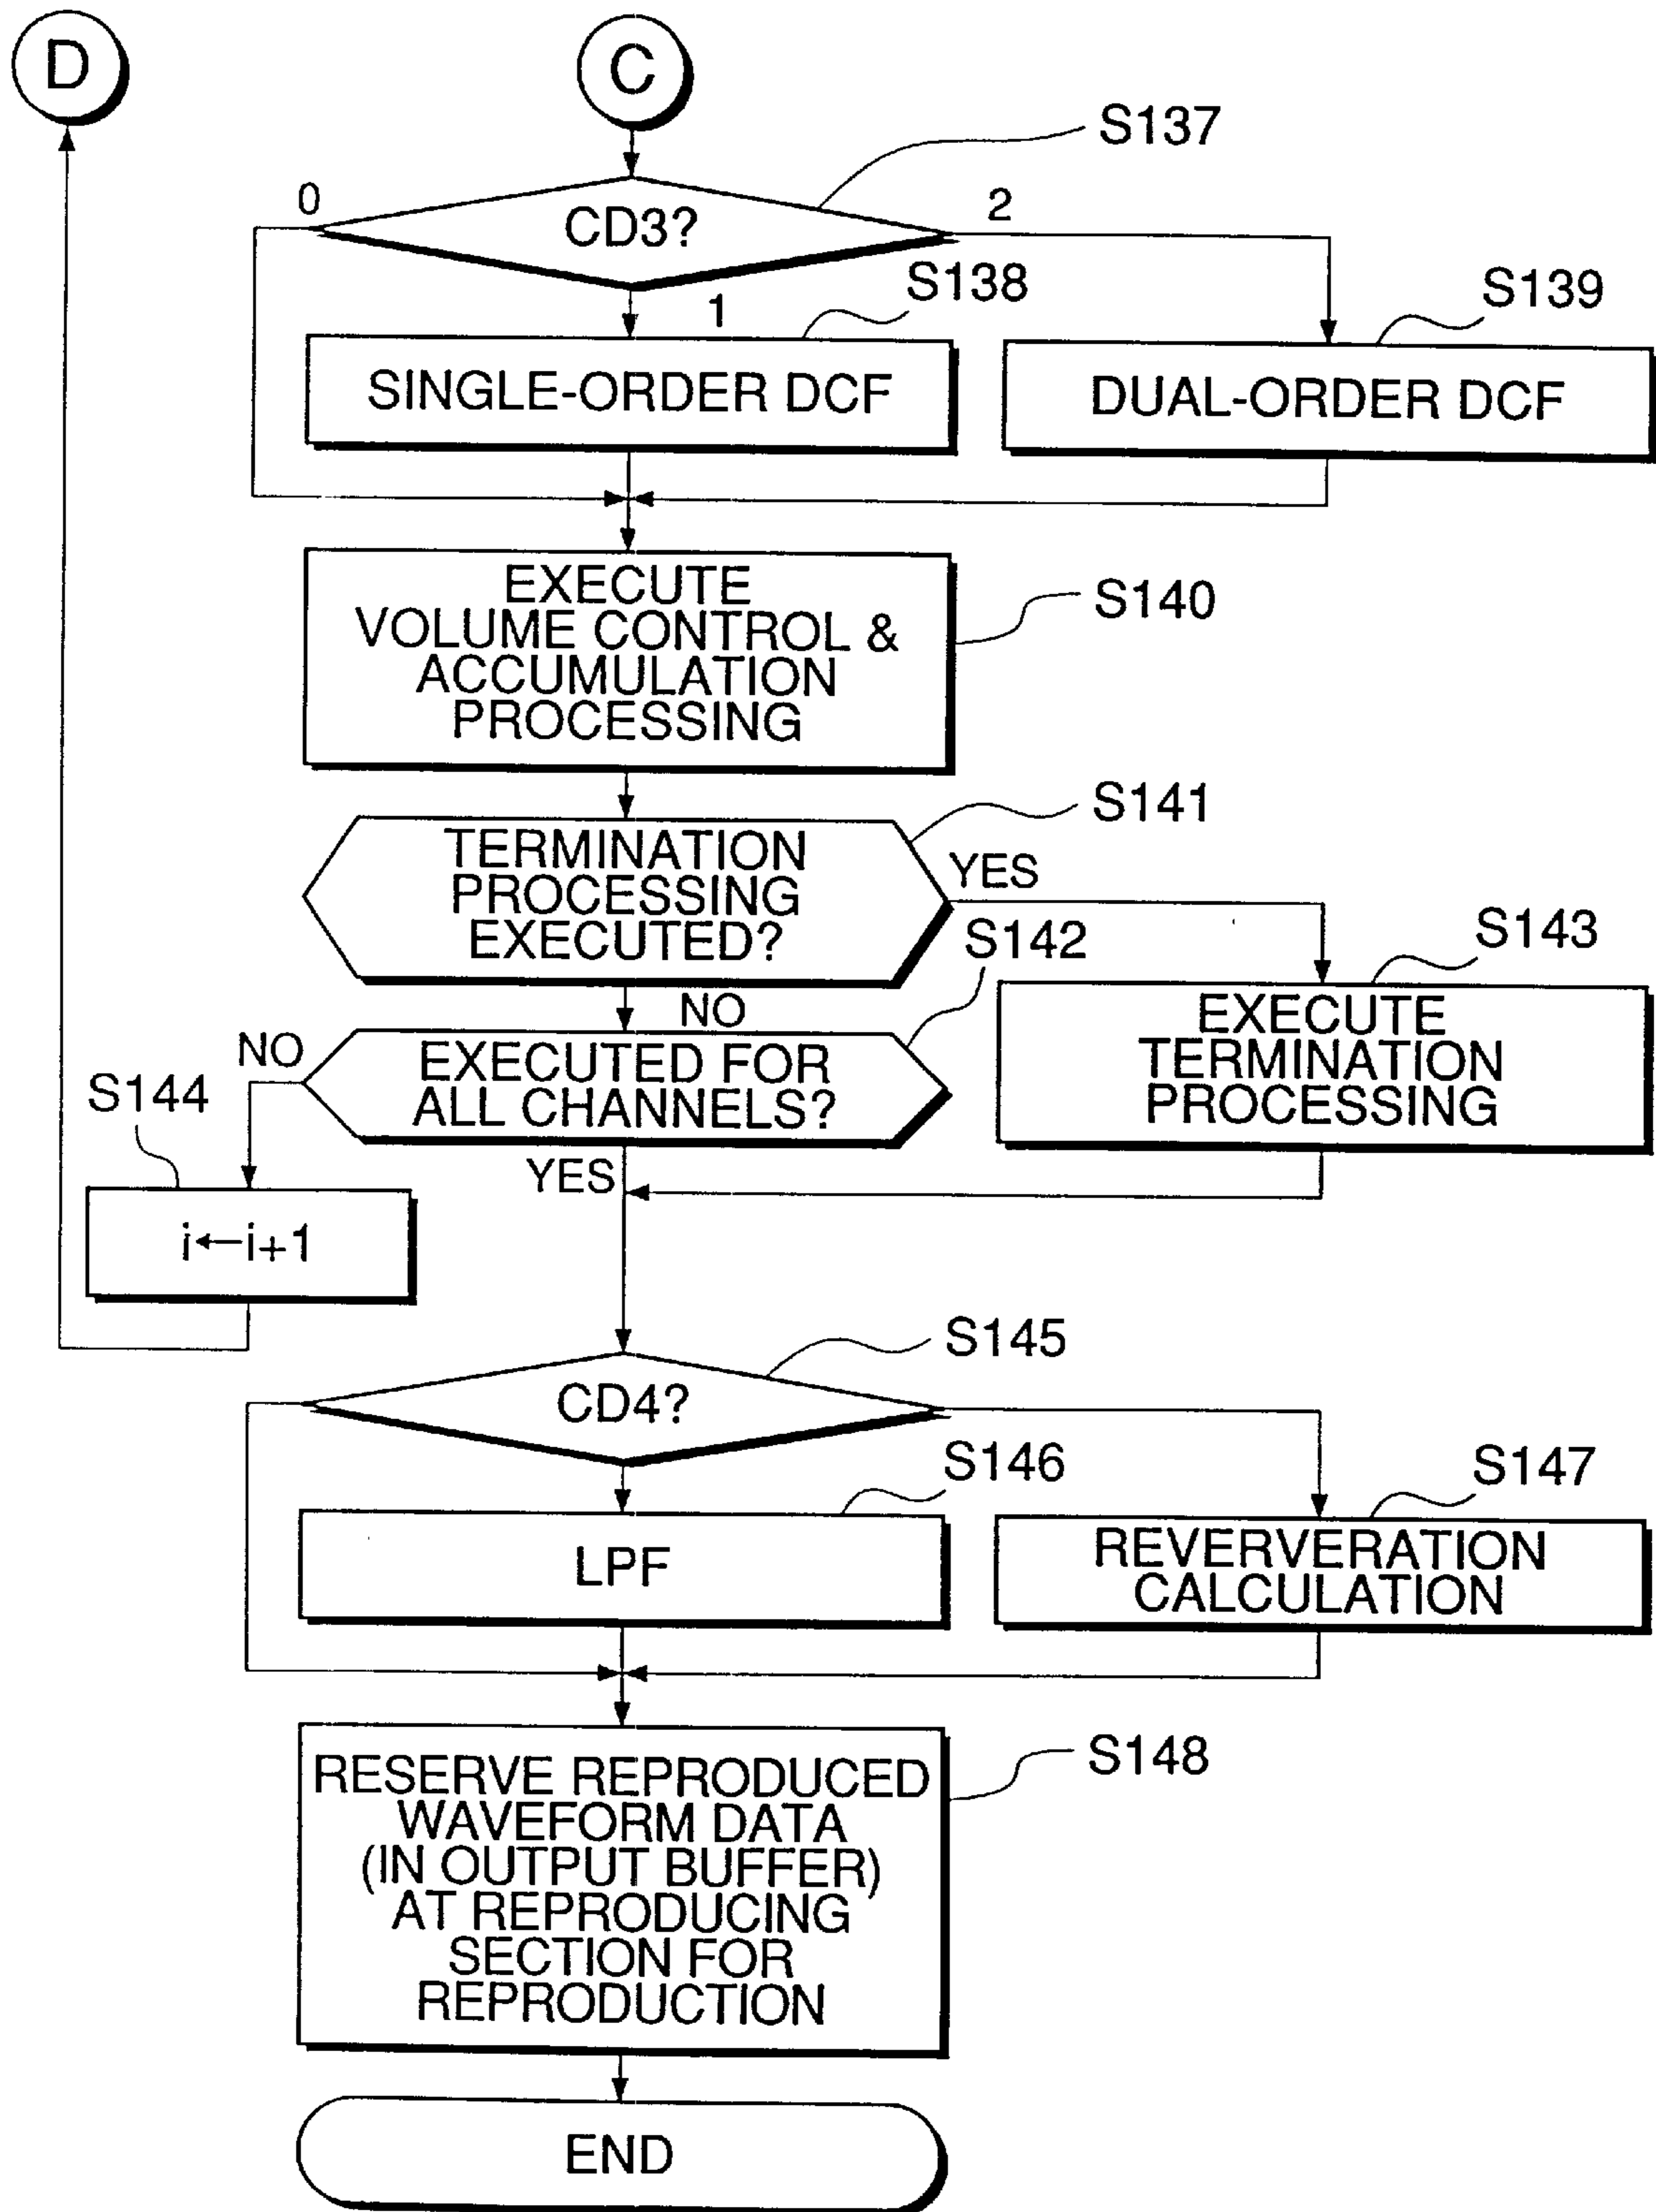 D
C
S137
0
CD3?
2
S138
1
S139
SINGLE-ORDER DCF
DUAL-ORDER DCF
EXECUTE
VOLUME CONTROL &
ACCUMULATION
PROCESSING
S140
S141
TERMINATION
PROCESSING
EXECUTED?
YES
S142
S143
NO
EXECUTE
TERMINATION
PROCESSING
NO
EXECUTED FOR
ALL CHANNELS?
S144
YES
i←i+1
S145
CD4?
S146
S147
LPF
REVERVERATION
CALCULATION
RESERVE REPRODUCED
WAVEFORM DATA
(IN OUTPUT BUFFER)
AT REPRODUCING
SECTION FOR
REPRODUCTION
S148
END